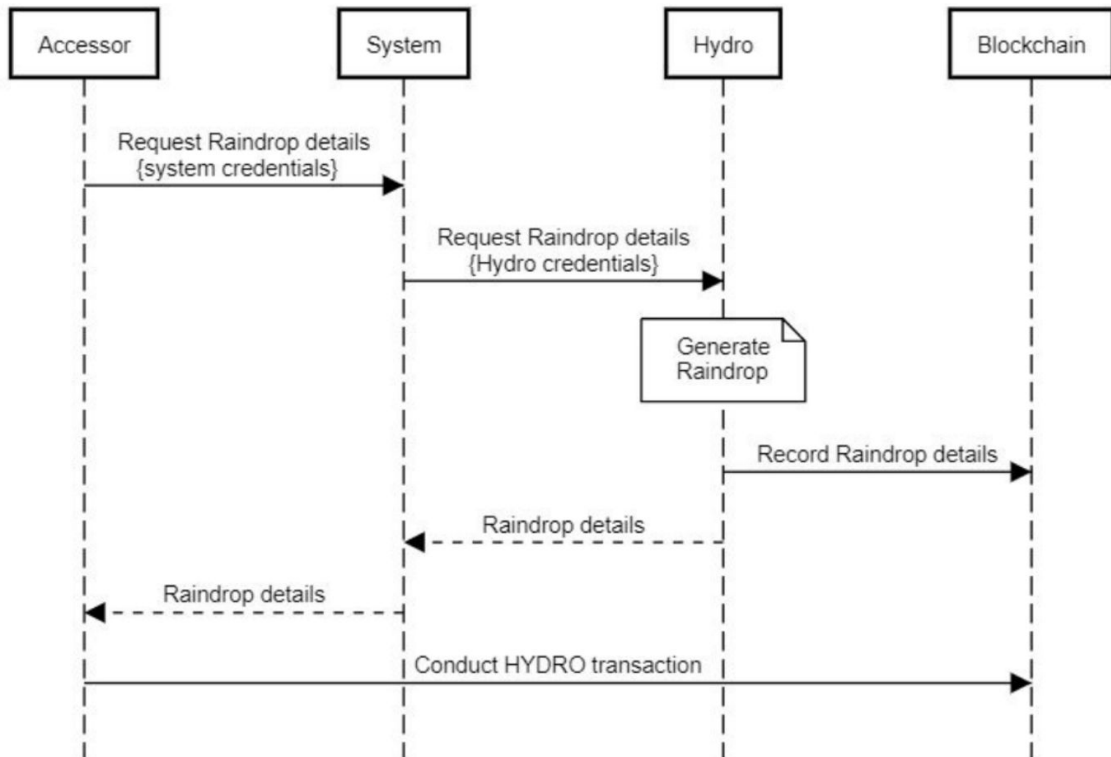 Accessor
System
Hydro
Blockchain
Request Raindrop details
{system credentials}
Request Raindrop details
{Hydro credentials}
Generate
Raindrop
Record Raindrop details
Raindrop details
Raindrop details
Conduct HYDRO transaction